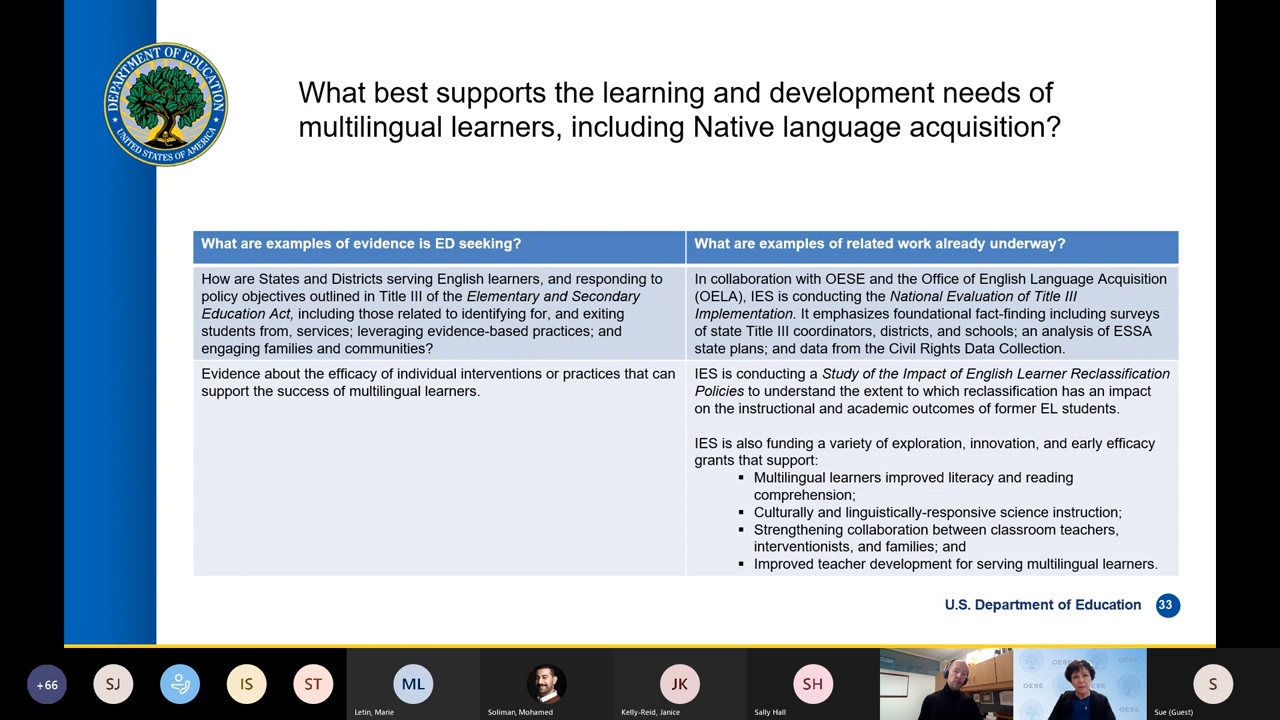 DEPARTMENT OF EDUCATION
UNITED STATES OF AMERICA
What best supports the learning and development needs of
multilingual learners, including Native language acquisition?
What are examples of evidence is ED seeking?
What are examples of related work already underway?
How are States and Districts serving English learners, and responding to
policy objectives outlined in Title III of the Elementary and Secondary
Education Act, including those related to identifying for, and exiting
students from, services; leveraging evidence-based practices; and
engaging families and communities?
In collaboration with OESE and the Office of English Language Acquisition
(OELA), IES is conducting the National Evaluation of Title III
Implementation. It emphasizes foundational fact-finding including surveys
of state Title III coordinators, districts, and schools; an analysis of ESSA
state plans; and data from the Civil Rights Data Collection.
Evidence about the efficacy of individual interventions or practices that can
support the success of multilingual learners.
IES is conducting a Study of the Impact of English Learner Reclassification
Policies to understand the extent to which reclassification has an impact
on the instructional and academic outcomes of former EL students.
IES is also funding a variety of exploration, innovation, and early efficacy
grants that support:
▪ Multilingual learners improved literacy and reading
comprehension;
▪ Culturally and linguistically-responsive science instruction;
▪ Strengthening collaboration between classroom teachers,
interventionists, and families; and
▪ Improved teacher development for serving multilingual learners.
U.S. Department of Education 33
+66
SJ
IS
ST
ML
Letin, Marie
Soliman, Mohamed
JK
Kelly-Reid, Janice
SH
Sally Hall
OESE
OESE
OESE
S
Sue (Guest)